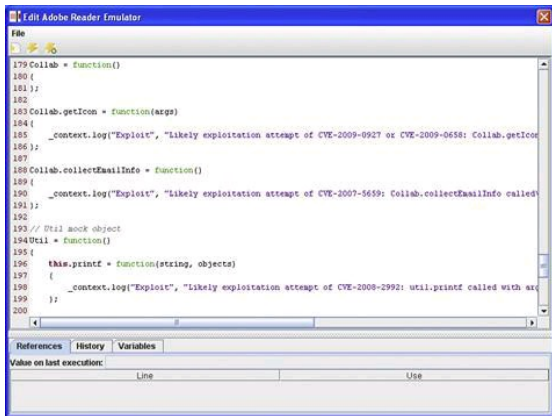 Edit Adobe Reader Emulator
File
179 Collab = function()
180 {
181 };
182
183 Collab.getIcon = function(args)
184 {
185 _context.log("Exploit", "Likely exploitation attempt of CVE-2009-0927 or CVE-2009-0658: Collab.getIcon
186 };
187
188 Collab.collectEmailInfo = function()
189 {
190 _context.log("Exploit", "Likely exploitation attempt of CVE-2007-5659: Collab.collectEmailInfo called
191 };
192
193 // Util mock object
194 Util = function()
195 {
196 this.printf = function(string, objects)
197 {
198 _context.log("Exploit", "Likely exploitation attempt of CVE-2008-2992: util.printf called with arg
199 };
200
References History Variables
Value on last execution:
Line Use